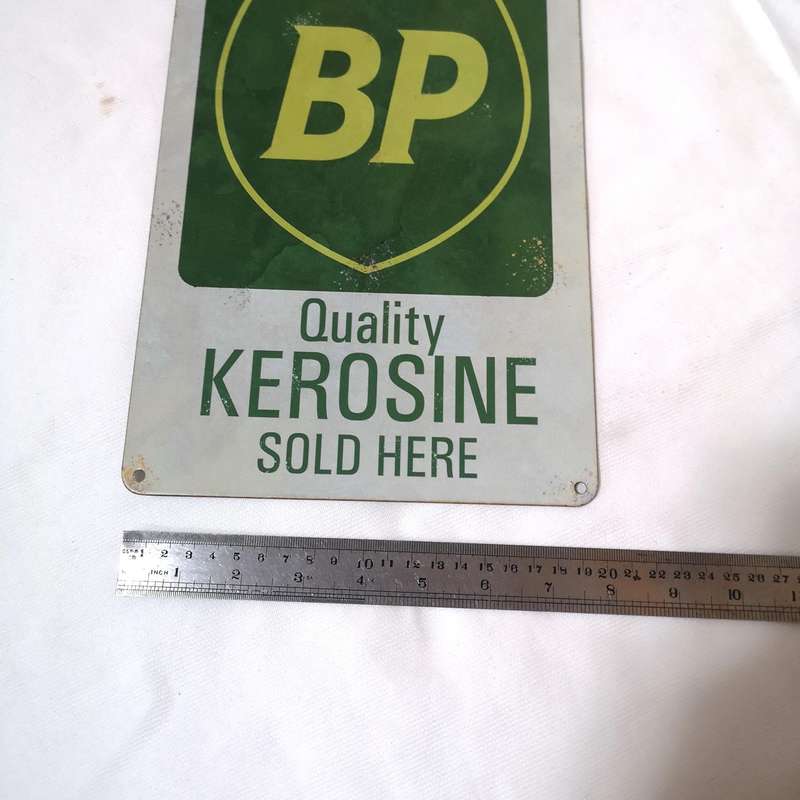 BP
Quality
KEROSINE
SOLD HERE
1 2 3 4 5 6 7 8 9 10 11 12 13 14 15 16 17 18 19 20 21 22 23 24 25 26 27
INCH 1 2 3 4 5 6 7 8 9 10 1